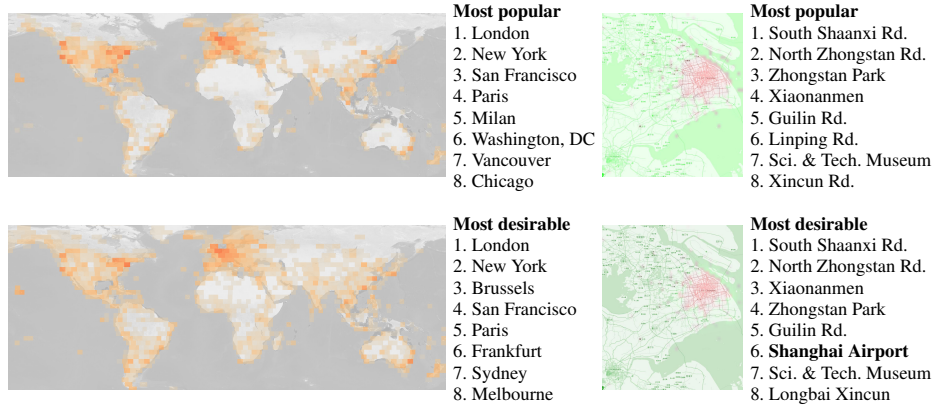 Most popular
1. London
2. New York
3. San Francisco
4. Paris
5. Milan
6. Washington, DC
7. Vancouver
8. Chicago
Most popular
1. South Shaanxi Rd.
2. North Zhongstan Rd.
3. Zhongstan Park
4. Xiaonanmen
5. Guilin Rd.
6. Linping Rd.
7. Sci. & Tech. Museum
8. Xincun Rd.
Most desirable
1. London
2. New York
3. Brussels
4. San Francisco
5. Paris
6. Frankfurt
7. Sydney
8. Melbourne
Most desirable
1. South Shaanxi Rd.
2. North Zhongstan Rd.
3. Xiaonanmen
4. Zhongstan Park
5. Guilin Rd.
6. Shanghai Airport
7. Sci. & Tech. Museum
8. Longbai Xincun